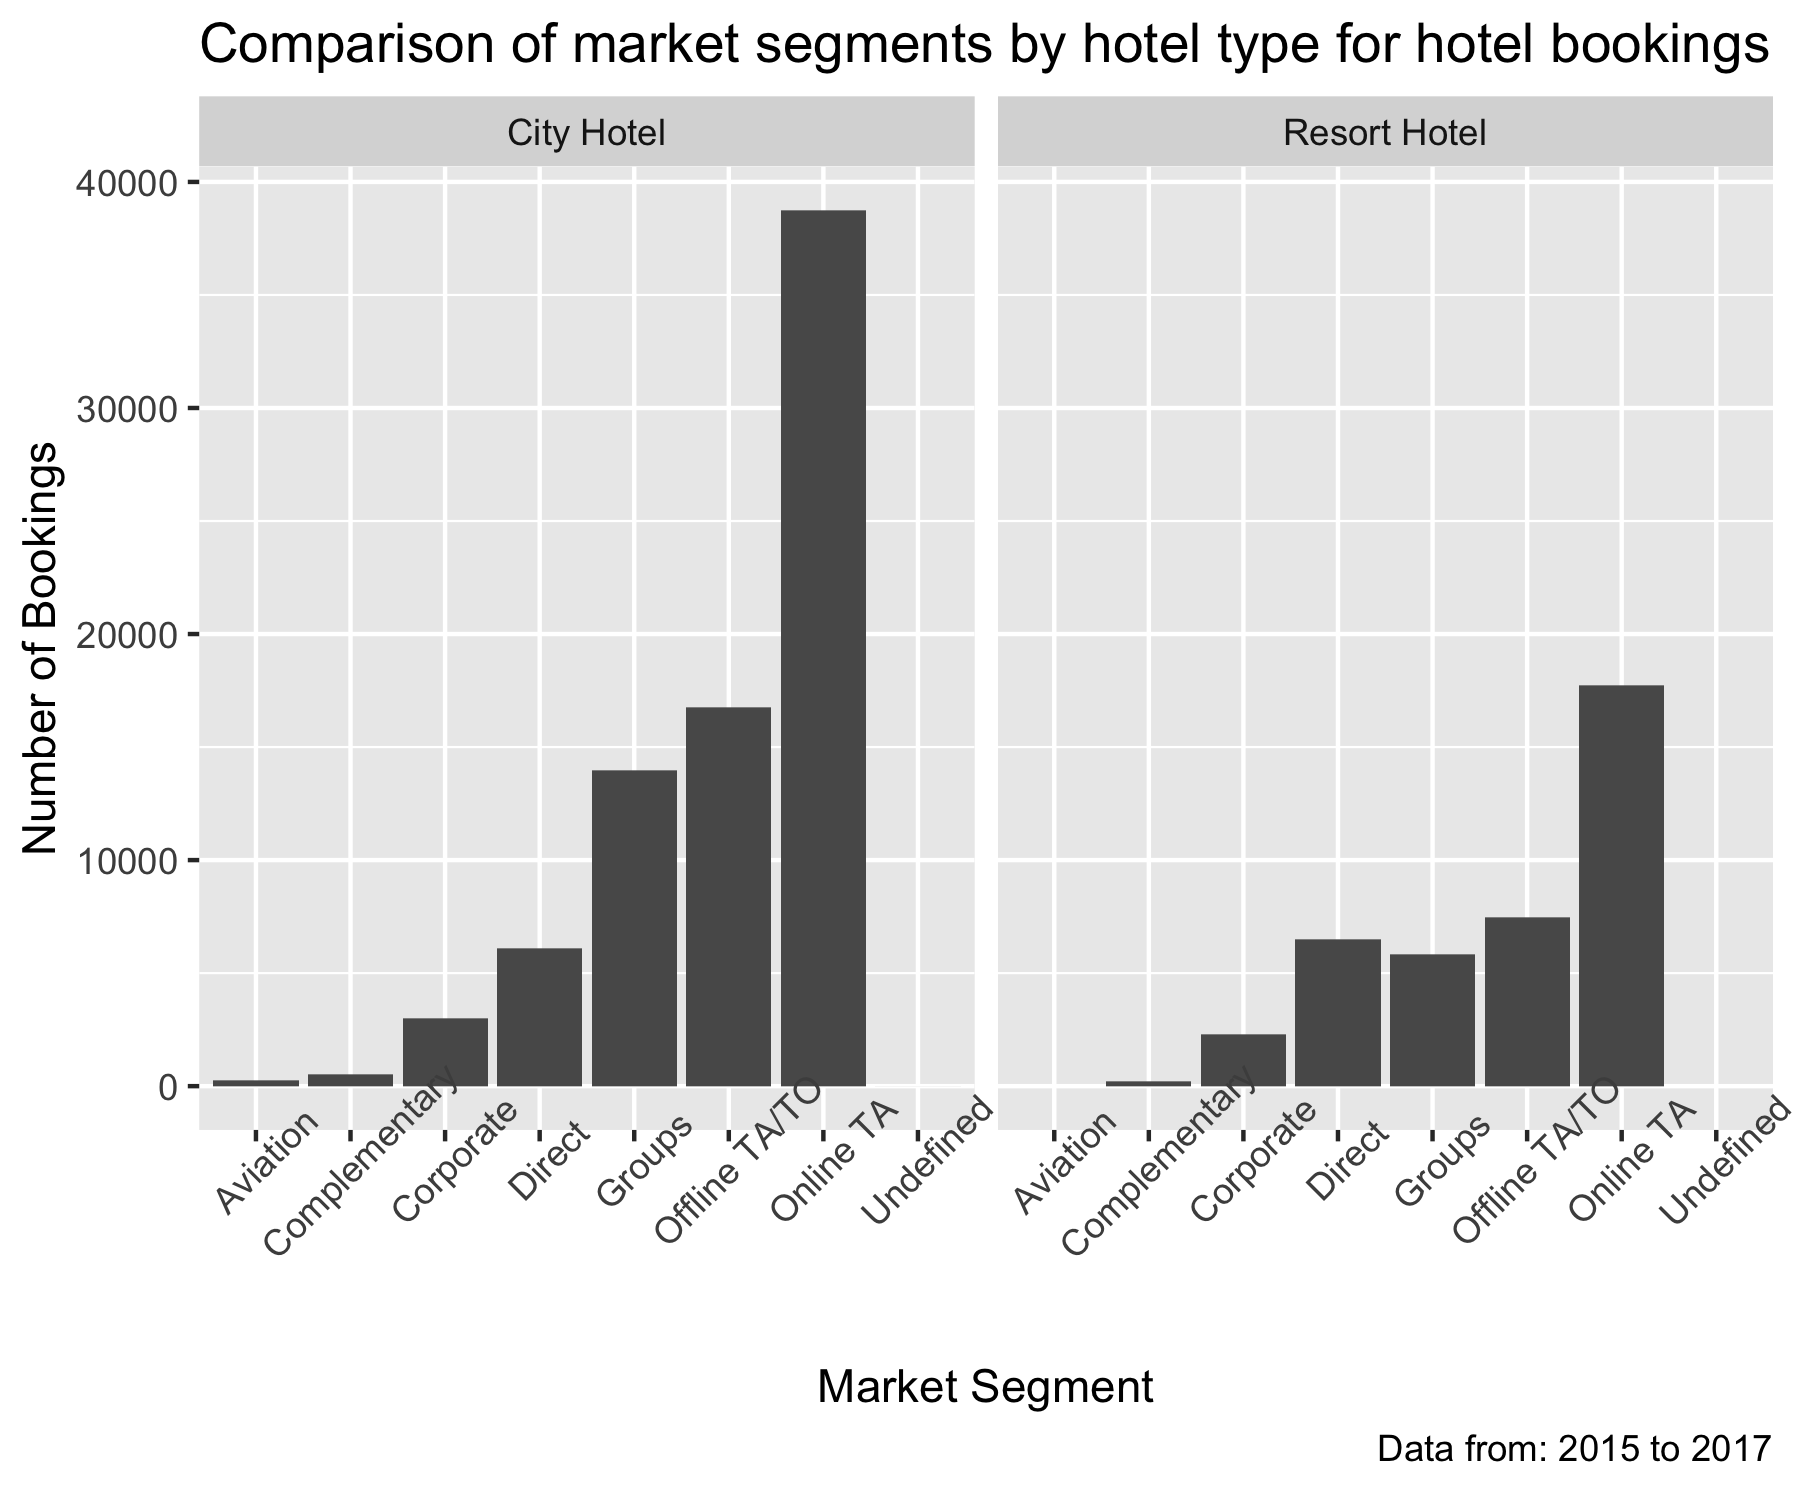 Comparison of market segments by hotel type for hotel bookings
City Hotel
Resort Hotel
Number of Bookings
40000
30000
20000
10000
0
Aviation
Complementary
Corporate
Direct
Groups
Offline TA/TO
Online TA
Undefined
Aviation
Complementary
Corporate
Direct
Groups
Offline TA/TO
Online TA
Undefined
Market Segment
Data from: 2015 to 2017